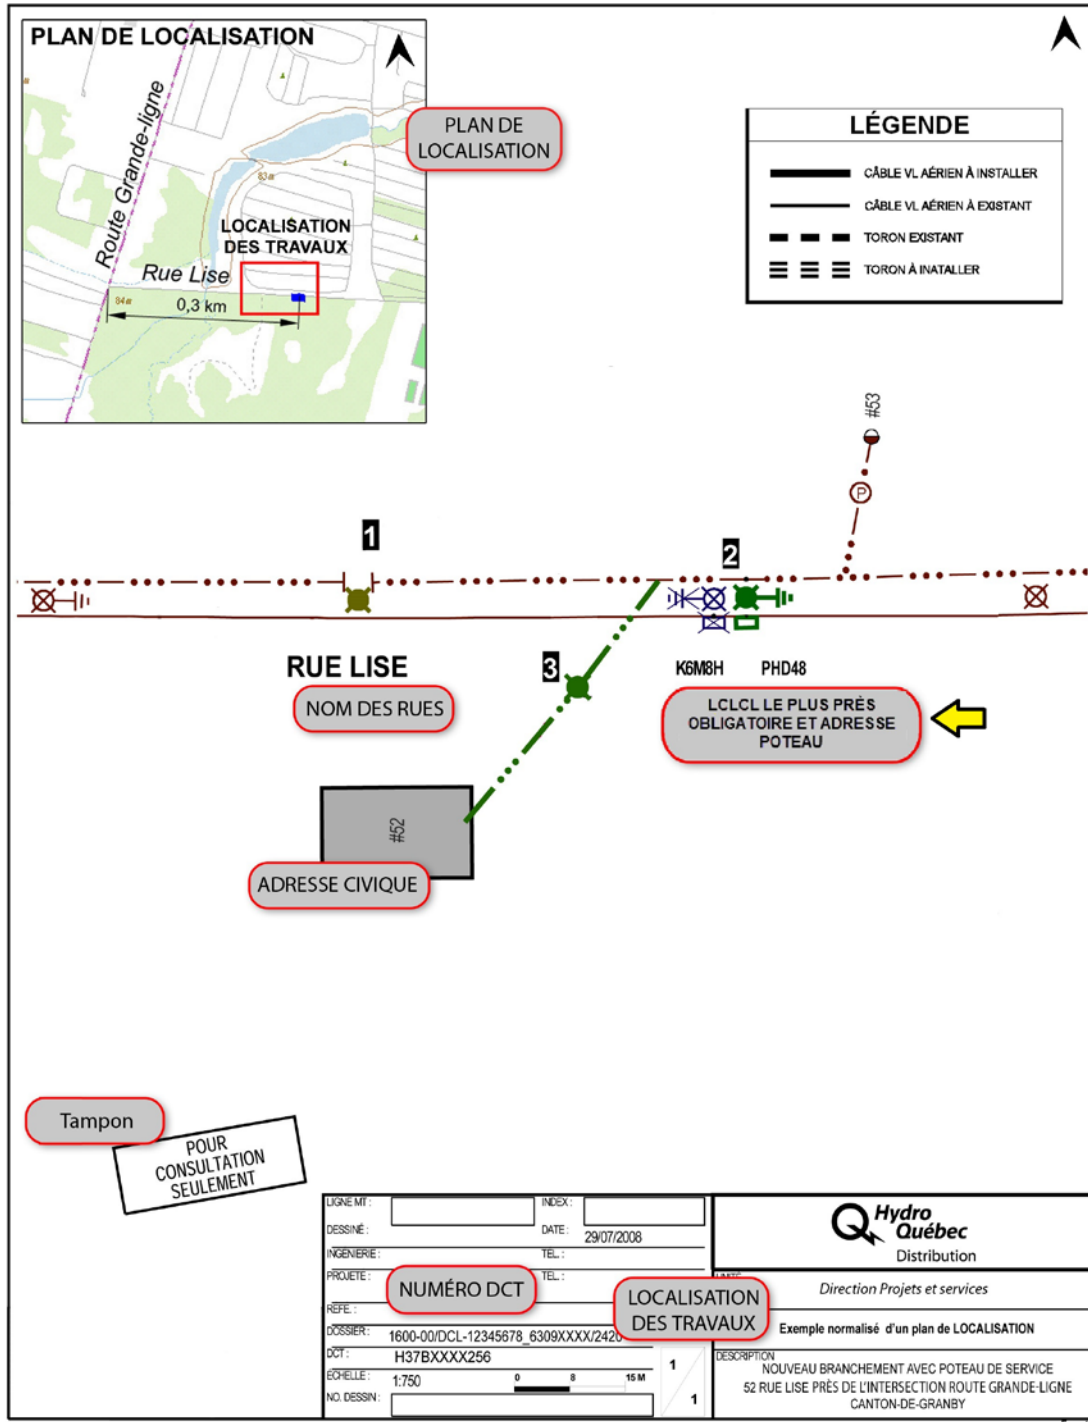 PLAN DE LOCALISATION
Route Grande-ligne
PLAN DE
LOCALISATION
83
LOCALISATION
DES TRAVAUX
Rue Lise
84
0,3 km
LÉGENDE
CÂBLE VL AÉRIEN À INSTALLER
CÂBLE VL AÉRIEN À EXISTANT
TORON EXISTANT
TORON À INATALLER
#53
P
1
2
3
RUE LISE
NOM DES RUES
K6M8H PHD48
LCLCL LE PLUS PRÈS
OBLIGATOIRE ET ADRESSE
POTEAU
#52
ADRESSE CIVIQUE
Tampon
POUR
CONSULTATION
SEULEMENT
LIGNE MT :
INDEX :
DESSINÉ :
DATE : 29/07/2008
INGÉNIERIE :
TEL. :
PROJETE :
TEL. :
NUMÉRO DCT
REFE. :
DOSSIER : 1600-00/DCL-12345678_6309XXXX/2420
LOCALISATION
DES TRAVAUX
DCT : H37BXXXX256
ECHELLE : 1:750
0 8 15 M
1
1
NO. DESSIN :
Hydro
Québec
Distribution
Direction Projets et services
Exemple normalisé d'un plan de LOCALISATION
DESCRIPTION
NOUVEAU BRANCHEMENT AVEC POTEAU DE SERVICE
52 RUE LISE PRÈS DE L'INTERSECTION ROUTE GRANDE-LIGNE
CANTON-DE-GRANBY